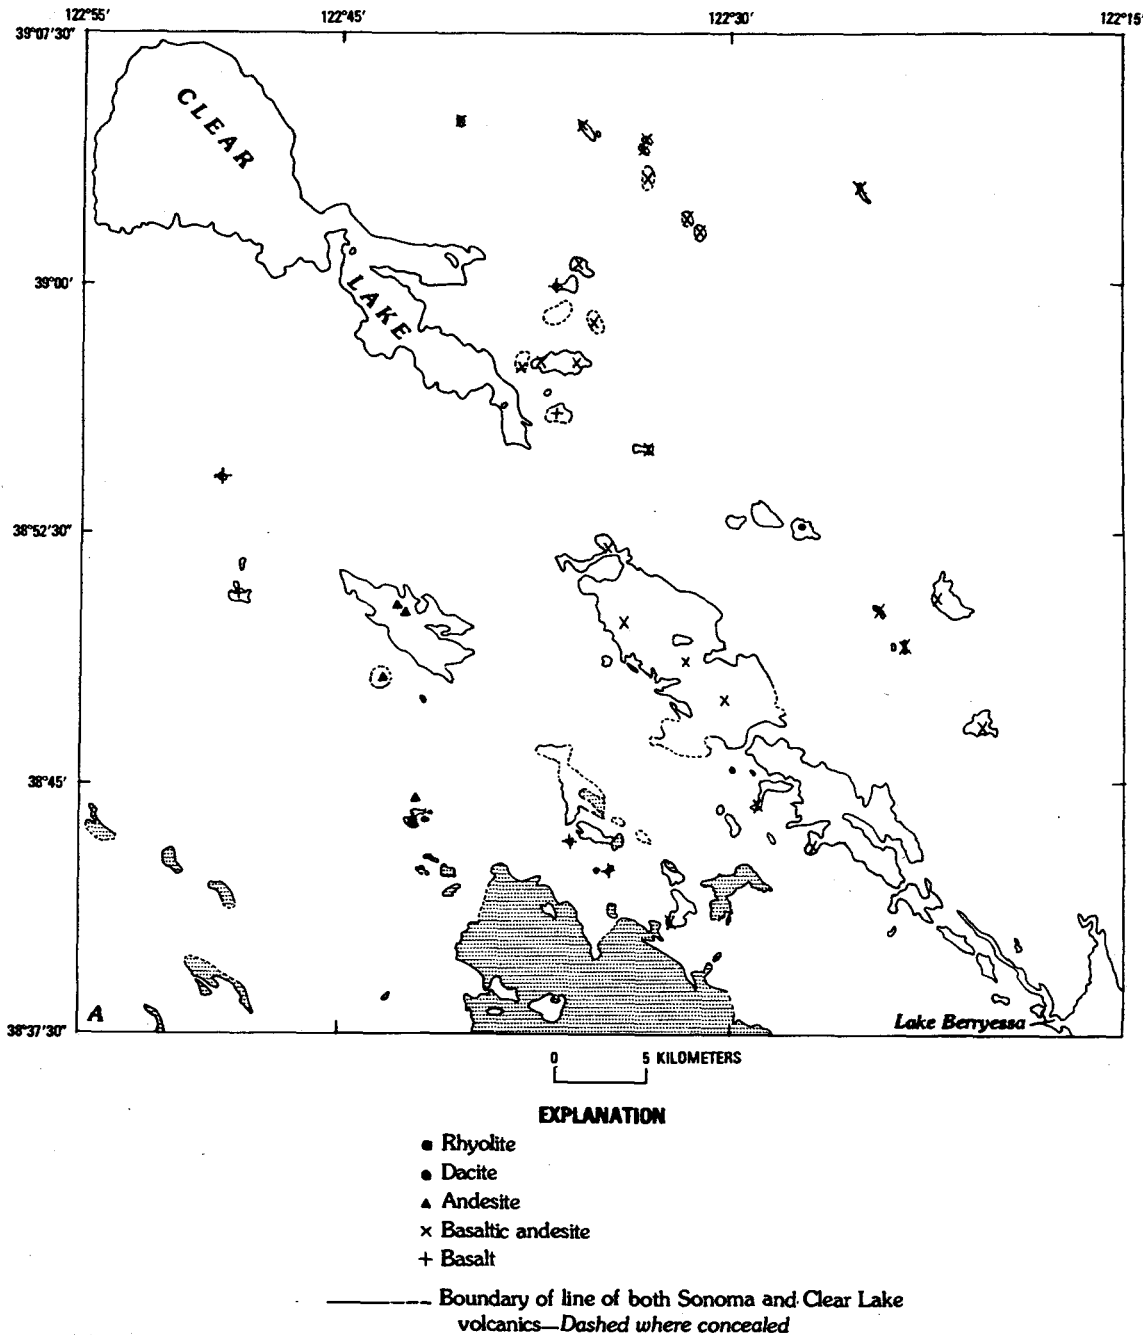 122°55' 122°45' 122°30' 122°15'
39°07'30"
CLEAR
LAKE
39°00'
38°52'30"
38°45'
38°37'30"
A
Lake Berryessa
0 5 KILOMETERS
EXPLANATION
Rhyolite
Dacite
Andesite
Basaltic andesite
Basalt
Boundary of line of both Sonoma and Clear Lake
volcanics—Dashed where concealed